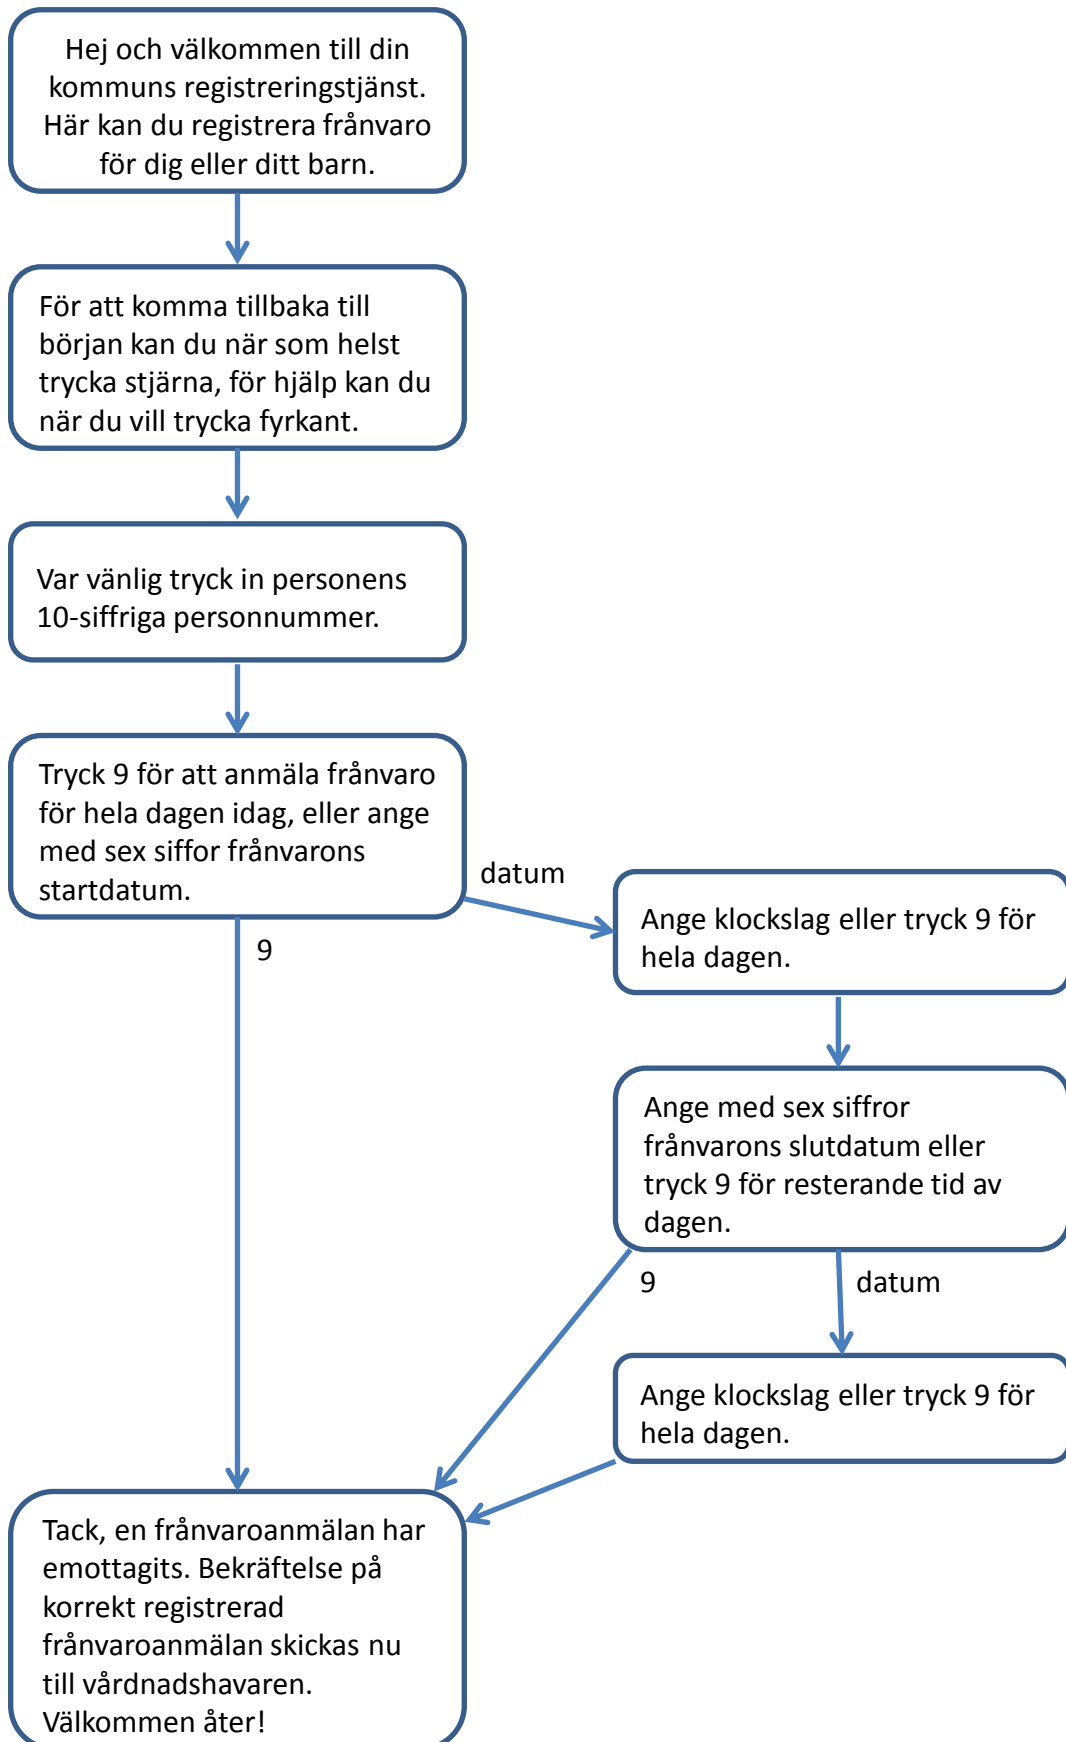 Hej och välkommen till din
kommuns registreringstjänst.
Här kan du registrera frånvaro
för dig eller ditt barn.
För att komma tillbaka till
början kan du när som helst
trycka stjärna, för hjälp kan du
när du vill trycka fyrkant.
Var vänlig tryck in personens
10-siffriga personnummer.
Tryck 9 för att anmäla frånvaro
för hela dagen idag, eller ange
med sex siffor frånvarons
startdatum.
datum
9
Ange klockslag eller tryck 9 för
hela dagen.
Ange med sex siffror
frånvarons slutdatum eller
tryck 9 för resterande tid av
dagen.
9
datum
Ange klockslag eller tryck 9 för
hela dagen.
Tack, en frånvaroanmälan har
emottagits. Bekräftelse på
korrekt registrerad
frånvaroanmälan skickas nu
till vårdnadshavaren.
Välkommen åter!